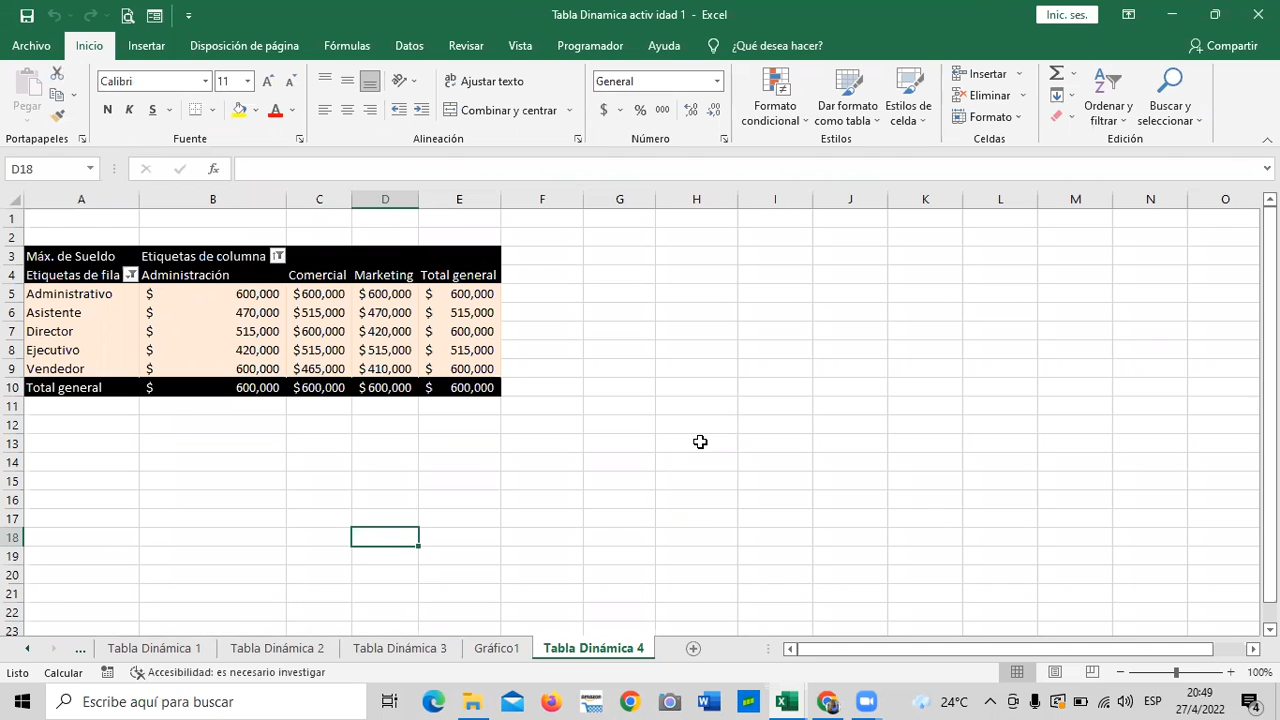 Tabla Dinamica activ idad 1 - Excel
Inic. ses.
Archivo Inicio Insertar Disposición de página Fórmulas Datos Revisar Vista Programador Ayuda ¿Qué desea hacer? Compartir
Pegar
Calibri 11
N K S
Ajustar texto
Combinar y centrar
General
$ % 000
Formato condicional
Dar formato como tabla
Estilos de celda
Insertar
Eliminar
Formato
Ordenar y filtrar
Buscar y seleccionar
Portapapeles Fuente Alineación Número Estilos Celdas Edición
D18 fx
A B C D E F G H I J K L M N O
1
2
3 Máx. de Sueldo Etiquetas de columna
4 Etiquetas de fila Administración Comercial Marketing Total general
5 Administrativo $ 600,000 $ 600,000 $ 600,000 $ 600,000
6 Asistente $ 470,000 $ 515,000 $ 470,000 $ 515,000
7 Director $ 515,000 $ 600,000 $ 420,000 $ 600,000
8 Ejecutivo $ 420,000 $ 515,000 $ 515,000 $ 515,000
9 Vendedor $ 600,000 $ 465,000 $ 410,000 $ 600,000
10 Total general $ 600,000 $ 600,000 $ 600,000 $ 600,000
11
12
13
14
15
16
17
18
19
20
21
22
23
... Tabla Dinámica 1 Tabla Dinámica 2 Tabla Dinámica 3 Gráfico1 Tabla Dinámica 4
Listo Calcular Accesibilidad: es necesario investigar 100%
Escribe aquí para buscar 24°C ESP 20:49
27/4/2022 4